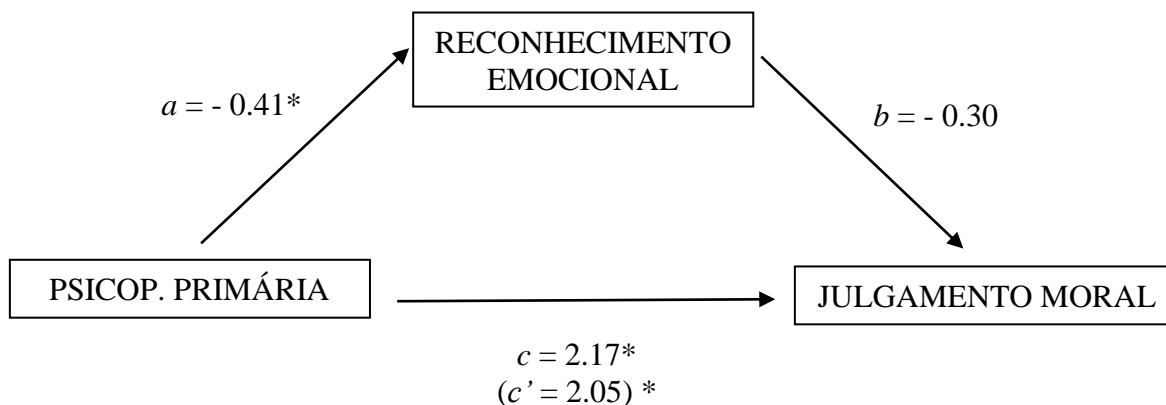 RECONHECIMENTO
EMOCIONAL
a = - 0.41*
b = - 0.30
PSICOP. PRIMÁRIA
JULGAMENTO MORAL
c = 2.17*
(c’ = 2.05) *